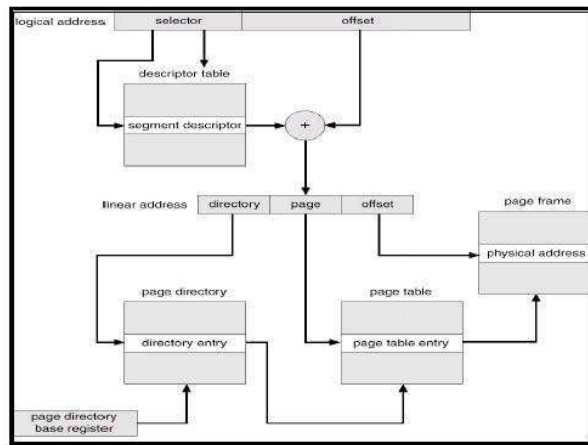 logical address
selector
offset
descriptor table
segment descriptor
+
linear address
directory
page
offset
page frame
physical address
page directory
page table
directory entry
page table entry
page directory
base register